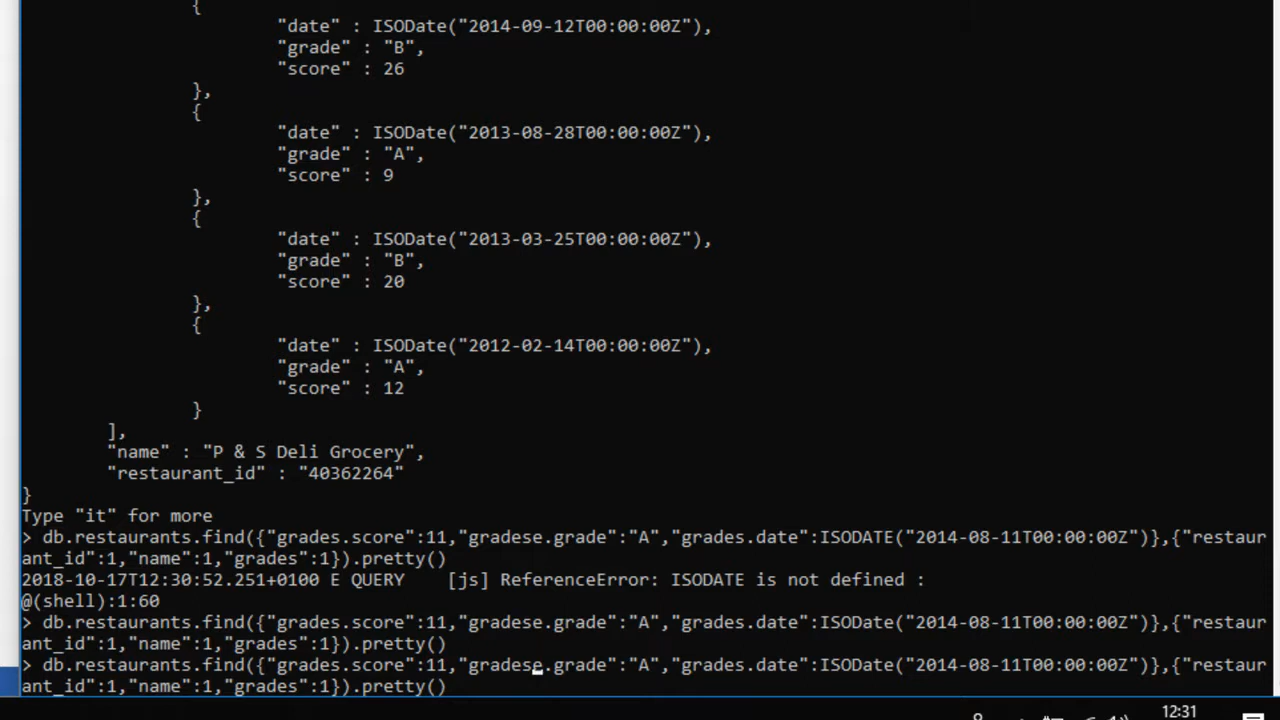 {
"date" : ISODate("2014-09-12T00:00:00Z"),
"grade" : "B",
"score" : 26
},
{
"date" : ISODate("2013-08-28T00:00:00Z"),
"grade" : "A",
"score" : 9
},
{
"date" : ISODate("2013-03-25T00:00:00Z"),
"grade" : "B",
"score" : 20
},
{
"date" : ISODate("2012-02-14T00:00:00Z"),
"grade" : "A",
"score" : 12
}
],
"name" : "P & S Deli Grocery",
"restaurant_id" : "40362264"
}
Type "it" for more
> db.restaurants.find({"grades.score":11,"gradese.grade":"A","grades.date":ISODATE("2014-08-11T00:00:00Z")},{"restaur
ant_id":1,"name":1,"grades":1}).pretty()
2018-10-17T12:30:52.251+0100 E QUERY    [js] ReferenceError: ISODATE is not defined :
@(shell):1:60
> db.restaurants.find({"grades.score":11,"gradese.grade":"A","grades.date":ISODate("2014-08-11T00:00:00Z")},{"restaur
ant_id":1,"name":1,"grades":1}).pretty()
> db.restaurants.find({"grades.score":11,"gradese.grade":"A","grades.date":ISODate("2014-08-11T00:00:00Z")},{"restaur
ant_id":1,"name":1,"grades":1}).pretty()
12:31